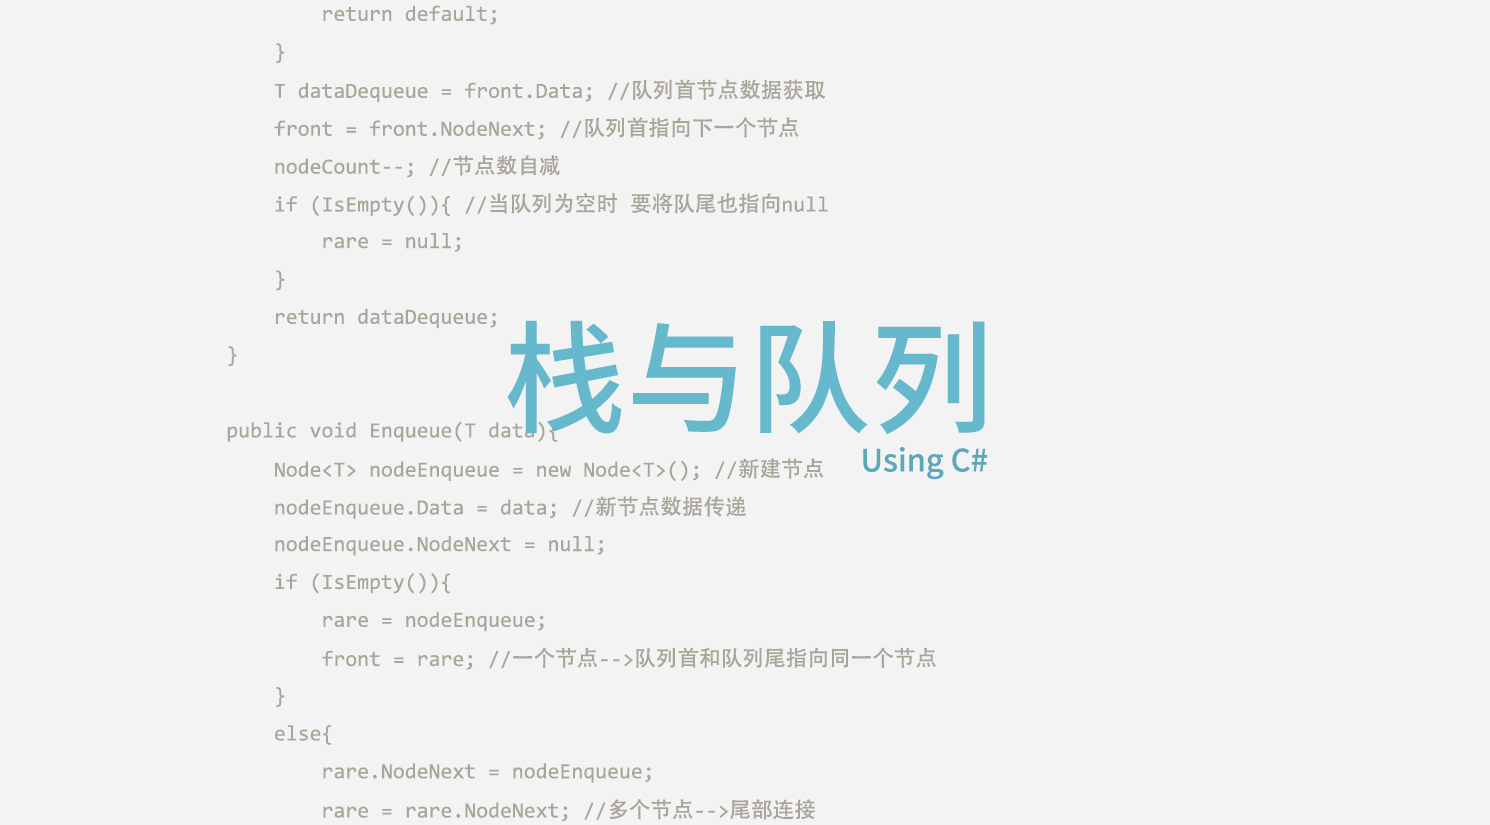 return default;
}
T dataDequeue = front.Data; //队列首节点数据获取
front = front.NodeNext; //队列首指向下一个节点
nodeCount--; //节点数自减
if (IsEmpty()){ //当队列为空时 要将队尾也指向null
rare = null;
}
return dataDequeue;
}
栈与队列
Using C#
public void Enqueue(T data){
Node<T> nodeEnqueue = new Node<T>(); //新建节点
nodeEnqueue.Data = data; //新节点数据传递
nodeEnqueue.NodeNext = null;
if (IsEmpty()){
rare = nodeEnqueue;
front = rare; //一个节点-->队列首和队列尾指向同一个节点
}
else{
rare.NodeNext = nodeEnqueue;
rare = rare.NodeNext; //多个节点-->尾部连接